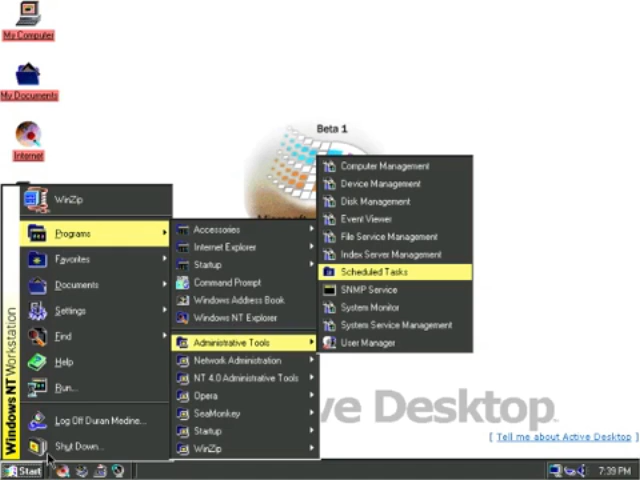 My Computer
My Documents
Internet
Beta 1
Microsoft
WinZip
Programs
Favorites
Documents
Settings
Find
Help
Run...
Log Off Duran Medine...
Shut Down...
Windows NT Workstation
Accessories
Internet Explorer
Startup
Command Prompt
Windows Address Book
Windows NT Explorer
Administrative Tools
Network Administration
NT 4.0 Administrative Tools
Opera
SeaMonkey
Startup
WinZip
Computer Management
Device Management
Disk Management
Event Viewer
File Service Management
Index Server Management
Scheduled Tasks
SNMP Service
System Monitor
System Service Management
User Manager
ve Desktop
[ Tell me about Active Desktop ]
Start
7:39 PM